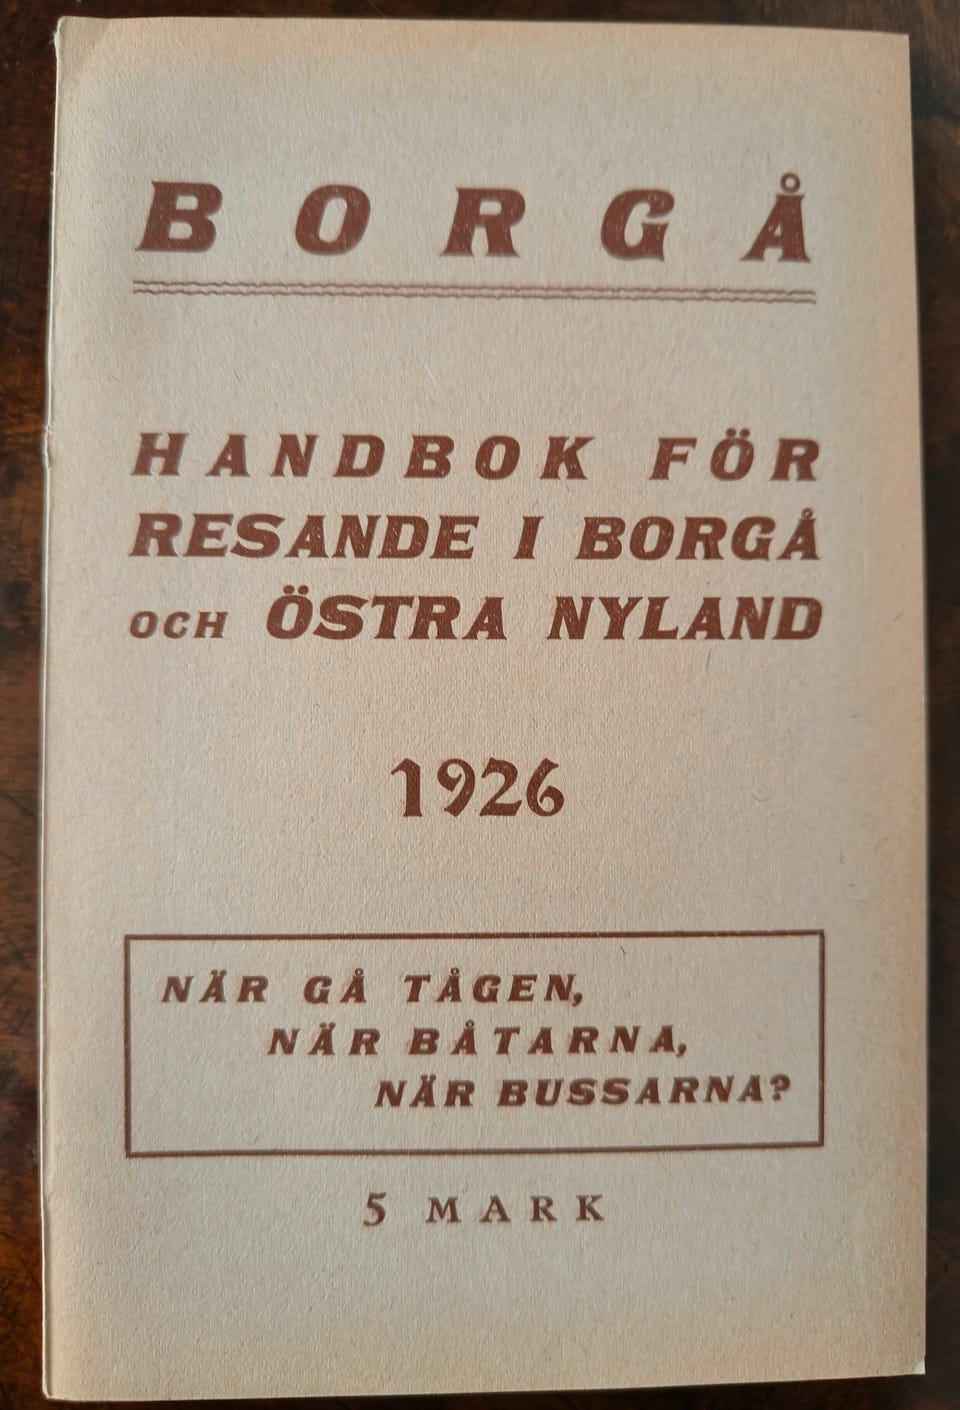 BORGÅ
HANDBOK FÖR
RESANDE I BORGÅ
OCH ÖSTRA NYLAND
1926
NÄR GÅ TÅGEN,
NÄR BÅTARNA,
NÄR BUSSARNA?
5 MARK